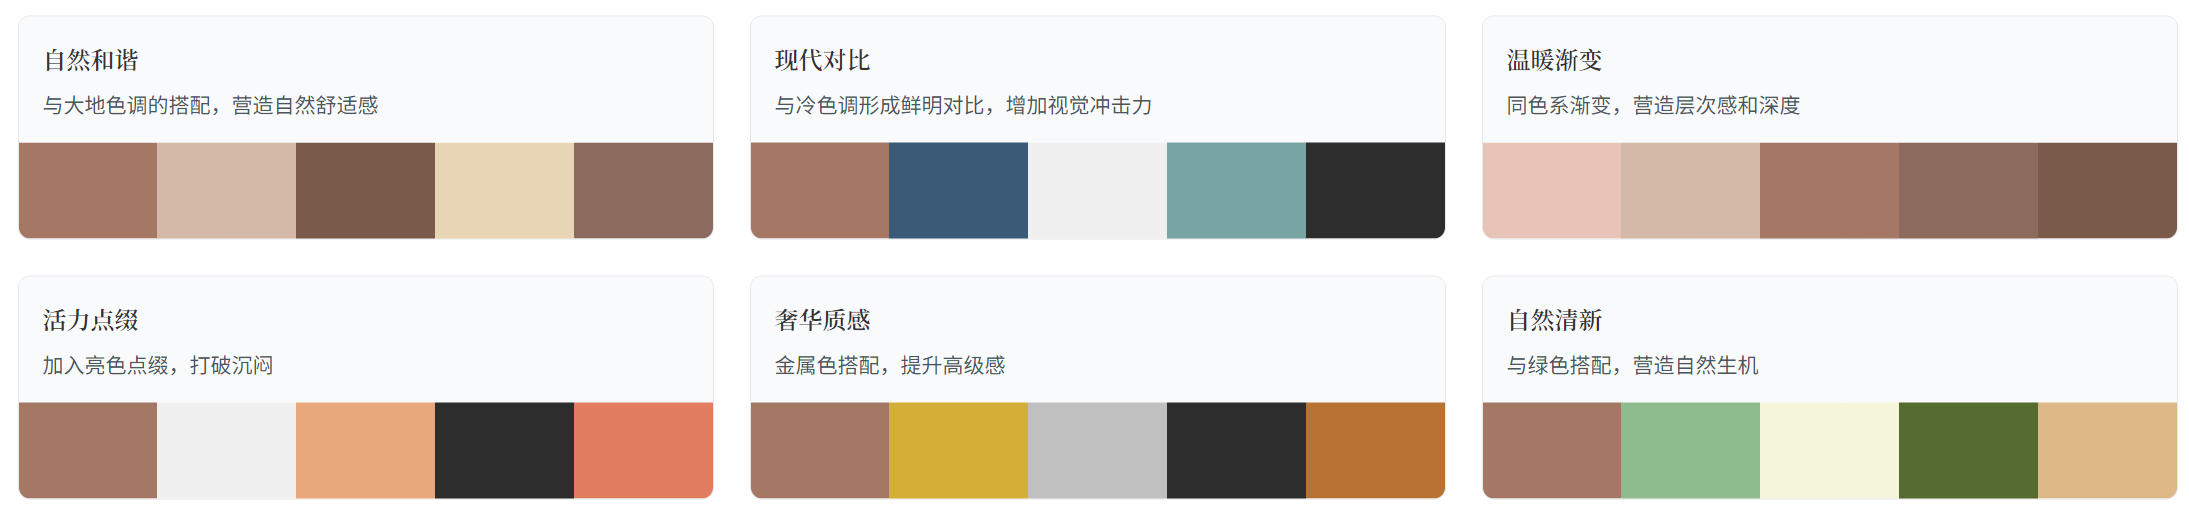 自然和谐
与大地色调的搭配，营造自然舒适感
现代对比
与冷色调形成鲜明对比，增加视觉冲击力
温暖渐变
同色系渐变，营造层次感和深度
活力点缀
加入亮色点缀，打破沉闷
奢华质感
金属色搭配，提升高级感
自然清新
与绿色搭配，营造自然生机